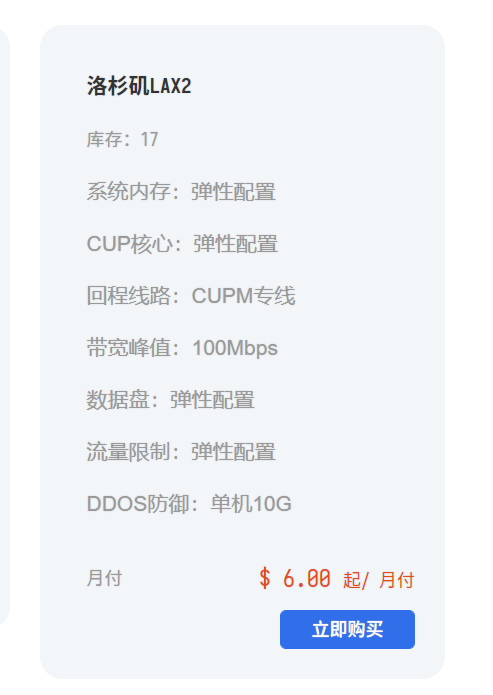 洛杉矶LAX2
库存：17
系统内存：弹性配置
CUP核心：弹性配置
回程线路：CUPM专线
带宽峰值：100Mbps
数据盘：弹性配置
流量限制：弹性配置
DDOS防御：单机10G
月付 $ 6.00 起/ 月付
立即购买